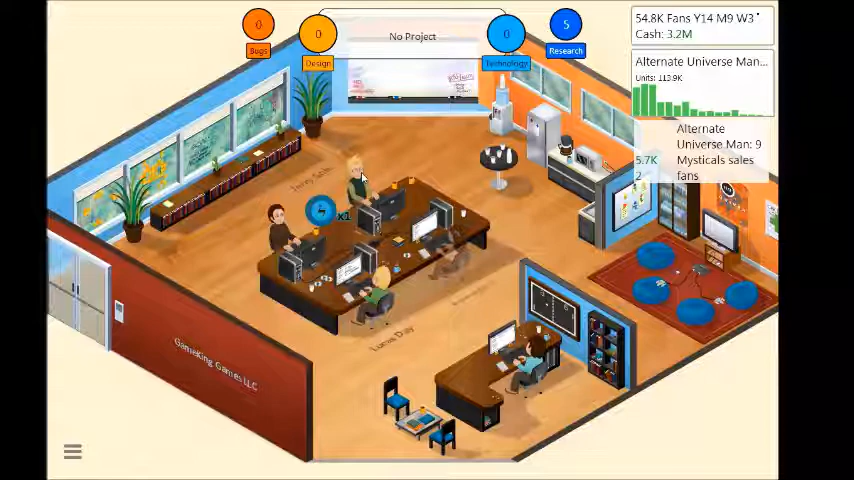 0
Bugs
0
Design
No Project
0
Technology
5
Research
54.8K Fans Y14 M9 W3
Cash: 3.2M
Alternate Universe Man...
Units: 113.9K
Alternate
Universe Man: 9
5.7K Mysticals sales
2 fans
x1
Lucas Day
GameKing Games LLC